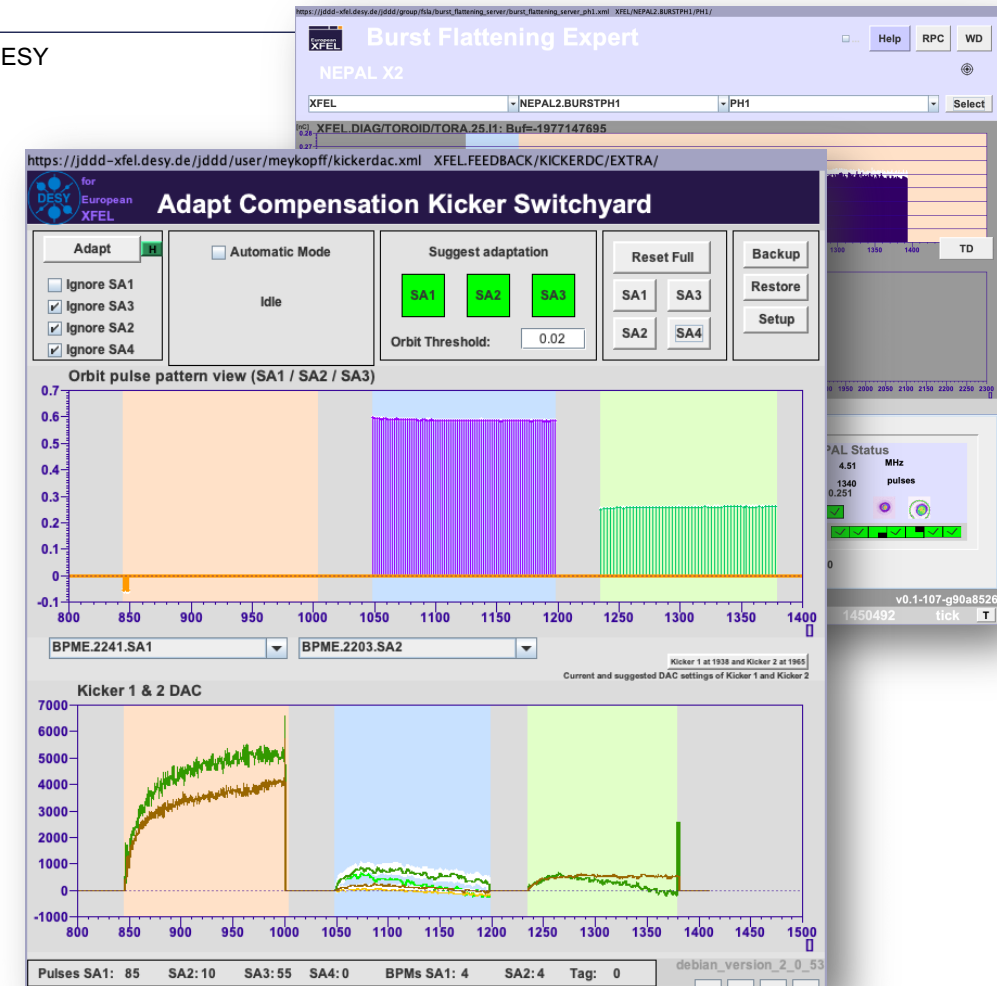 https://jddd-xfel.desy.de/jddd/group/fsla/burst_flattening_server/burst_flattening_server_ph1.xml XFEL/NEPAL2.BURSTPH1/PH1/
ESY
European
XFEL
Burst Flattening Expert
Help
RPC
WD
NEPAL X2
XFEL
NEPAL2.BURSTPH1
PH1
Select
[nC]
XFEL.DIAG/TOROID/TORA.25.I1: Buf=-1977147695
0.28
0.27
1300 1350 1400
TD
1950 2000 2050 2100 2150 2200 2250 2300
[]
PAL Status
4.51 MHz
1340 pulses
0.251
0
v0.1-107-g90a8526
1450492 tick T
https://jddd-xfel.desy.de/jddd/user/meykopff/kickerdac.xml XFEL.FEEDBACK/KICKERDC/EXTRA/
DESY
for
European
XFEL
Adapt Compensation Kicker Switchyard
Adapt
H
Ignore SA1
Ignore SA3
Ignore SA2
Ignore SA4
Automatic Mode
Idle
Suggest adaptation
SA1 SA2 SA3
Orbit Threshold: 0.02
Reset Full
SA1 SA3
SA2 SA4
Backup
Restore
Setup
Orbit pulse pattern view (SA1 / SA2 / SA3)
0.7
0.6
0.5
0.4
0.3
0.2
0.1
0
-0.1
800 850 900 950 1000 1050 1100 1150 1200 1250 1300 1350 1400
[]
BPME.2241.SA1
BPME.2203.SA2
Kicker 1 at 1938 and Kicker 2 at 1965
Current and suggested DAC settings of Kicker 1 and Kicker 2
Kicker 1 & 2 DAC
7000
6000
5000
4000
3000
2000
1000
0
-1000
800 850 900 950 1000 1050 1100 1150 1200 1250 1300 1350 1400 1450 1500
[]
Pulses SA1: 85 SA2: 10 SA3: 55 SA4: 0 BPMs SA1: 4 SA2: 4 Tag: 0
debian_version_2_0_53